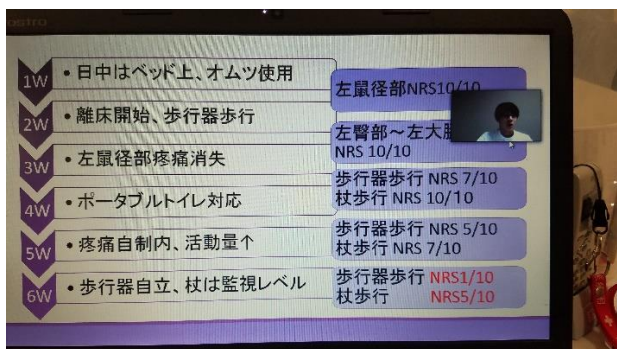 1W
• 日中はベッド上、オムツ使用
左鼠径部NRS10/10
2W
• 離床開始、歩行器歩行
左臀部～左大
NRS 10/10
3W
• 左鼠径部疼痛消失
歩行器歩行 NRS 7/10
杖歩行 NRS 10/10
4W
• ポータブルトイレ対応
歩行器歩行 NRS 5/10
杖歩行 NRS 7/10
5W
• 疼痛自制内、活動量↑
歩行器歩行 NRS1/10
杖歩行 NRS5/10
6W
• 歩行器自立、杖は監視レベル